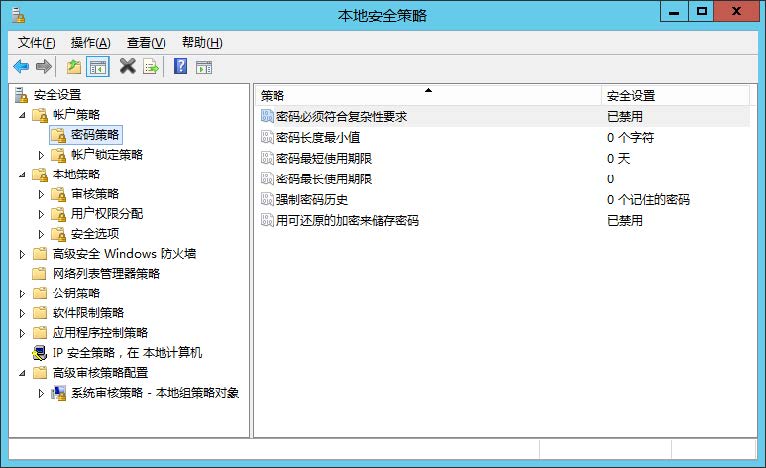 本地安全策略
文件(F) 操作(A) 查看(V) 帮助(H)
安全设置
帐户策略
密码策略
帐户锁定策略
本地策略
审核策略
用户权限分配
安全选项
高级安全 Windows 防火墙
网络列表管理器策略
公钥策略
软件限制策略
应用程序控制策略
IP 安全策略，在 本地计算机
高级审核策略配置
系统审核策略 - 本地组策略对象
策略 安全设置
密码必须符合复杂性要求 已禁用
密码长度最小值 0 个字符
密码最短使用期限 0 天
密码最长使用期限 0
强制密码历史 0 个记住的密码
用可还原的加密来储存密码 已禁用